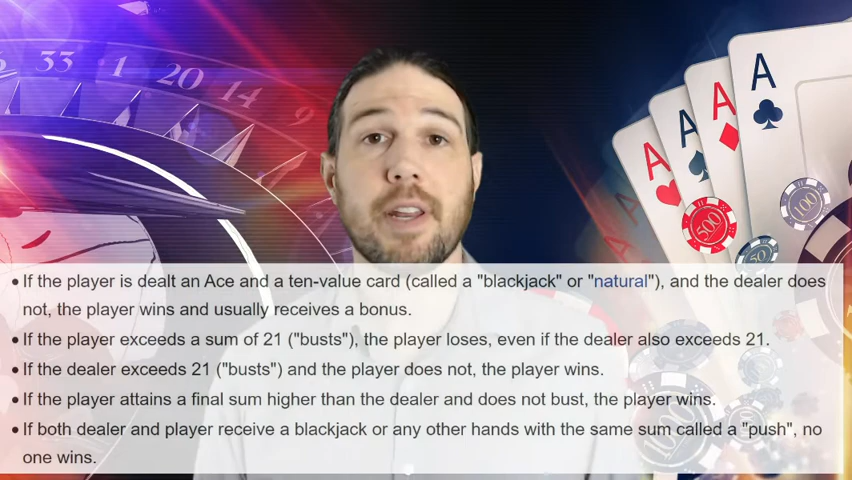 33 1 20 14 9
A
A
A
A
500
100
50
• If the player is dealt an Ace and a ten-value card (called a "blackjack" or "natural"), and the dealer does
not, the player wins and usually receives a bonus.
• If the player exceeds a sum of 21 ("busts"), the player loses, even if the dealer also exceeds 21.
• If the dealer exceeds 21 ("busts") and the player does not, the player wins.
• If the player attains a final sum higher than the dealer and does not bust, the player wins.
• If both dealer and player receive a blackjack or any other hands with the same sum called a "push", no
one wins.